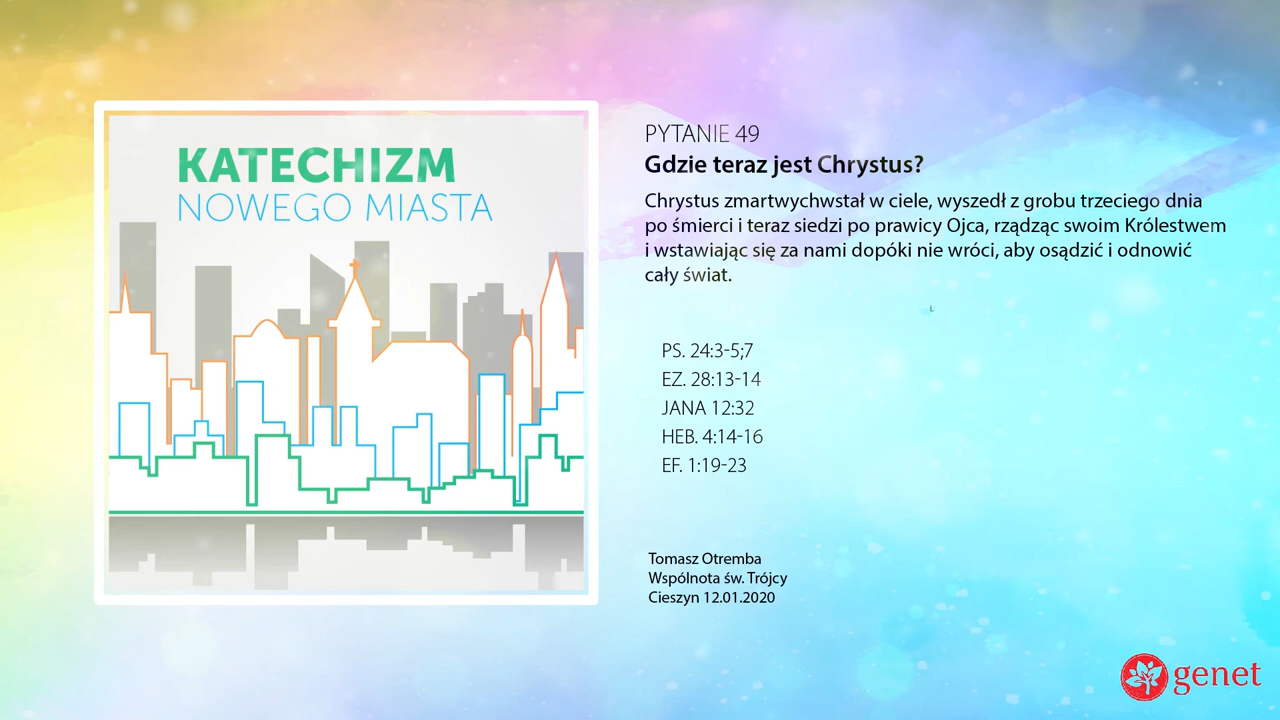 KATECHIZM
NOWEGO MIASTA
PYTANIE 49
Gdzie teraz jest Chrystus?
Chrystus zmartwychwstał w ciele, wyszedł z grobu trzeciego dnia
po śmierci i teraz siedzi po prawicy Ojca, rządząc swoim Królestwem
i wstawiając się za nami dopóki nie wróci, aby osądzić i odnowić
cały świat.
L
PS. 24:3-5;7
EZ. 28:13-14
JANA 12:32
HEB. 4:14-16
EF. 1:19-23
Tomasz Otremba
Wspólnota św. Trójcy
Cieszyn 12.01.2020
genet